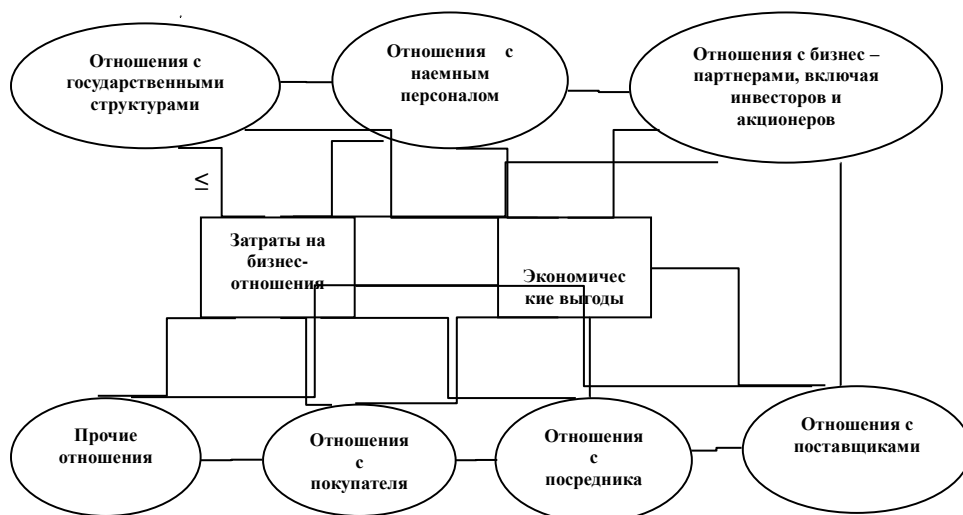 Отношения с
государственными
структурами
Отношения с
наемным
персоналом
Отношения с бизнес –
партнерами, включая
инвесторов и
акционеров
≤
Затраты на
бизнес-
отношения
Экономичес
кие выгоды
Прочие
отношения
Отношения
с
покупателя
Отношения
с
посредника
Отношения с
поставщиками